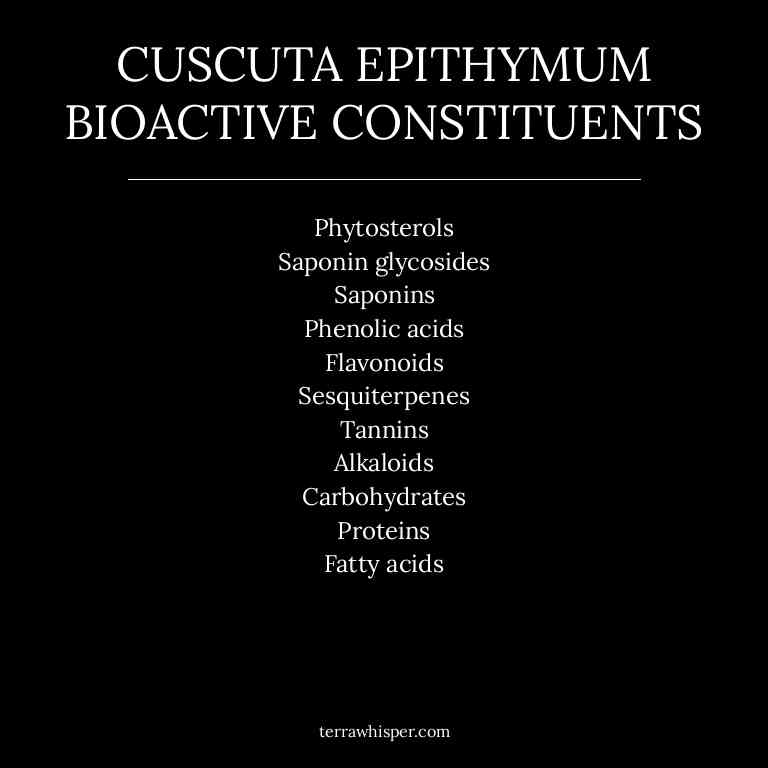 CUSCUTA EPITHYMUM
BIOACTIVE CONSTITUENTS
Phytosterols
Saponin glycosides
Saponins
Phenolic acids
Flavonoids
Sesquiterpenes
Tannins
Alkaloids
Carbohydrates
Proteins
Fatty acids
terrawhisper.com